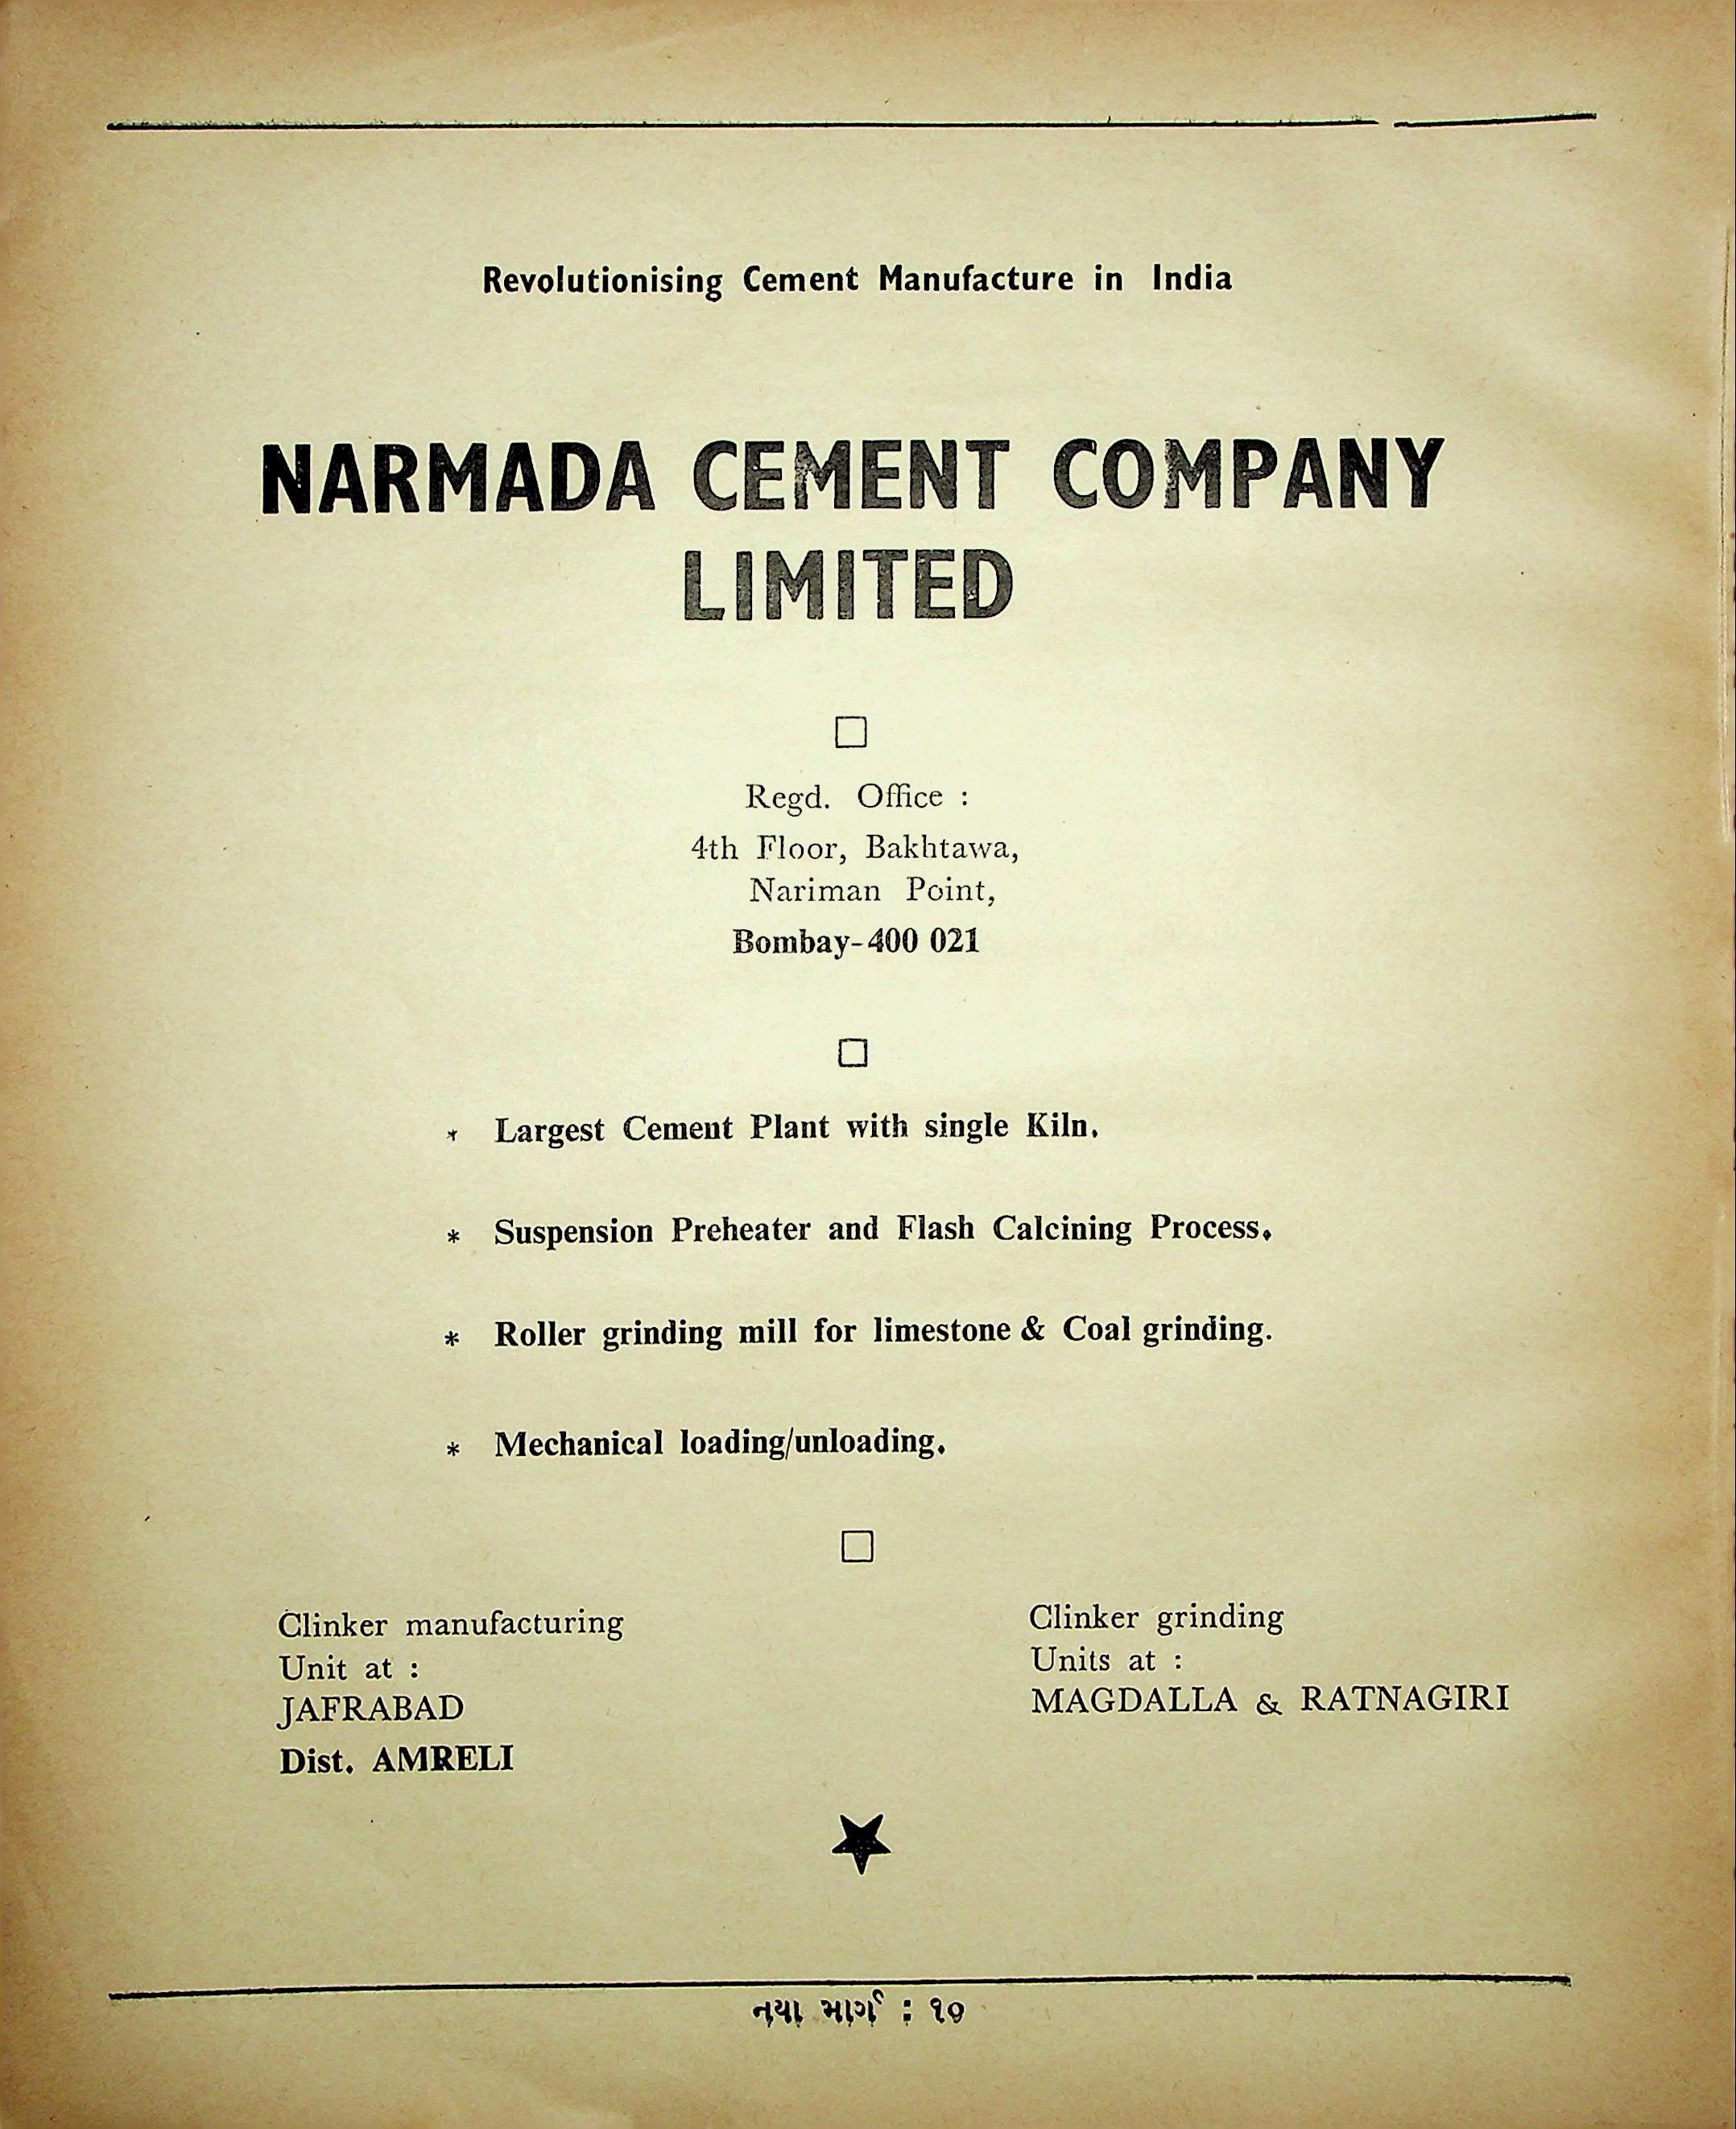 Revolutionising Cement Manufacture in India
NARMADA CEMENT COMPANY
LIMITED
Regd. Office :
4th Floor, Bakhtawa,
Nariman Point,
Bombay-400 021
* Largest Cement Plant with single Kiln.
* Suspension Preheater and Flash Calcining Process.
* Roller grinding mill for limestone & Coal grinding.
* Mechanical loading/unloading.
Clinker manufacturing
Unit at :
JAFRABAD
Dist. AMRELI
Clinker grinding
Units at :
MAGDALLA & RATNAGIRI
નયા માર્ગ : ૧૭